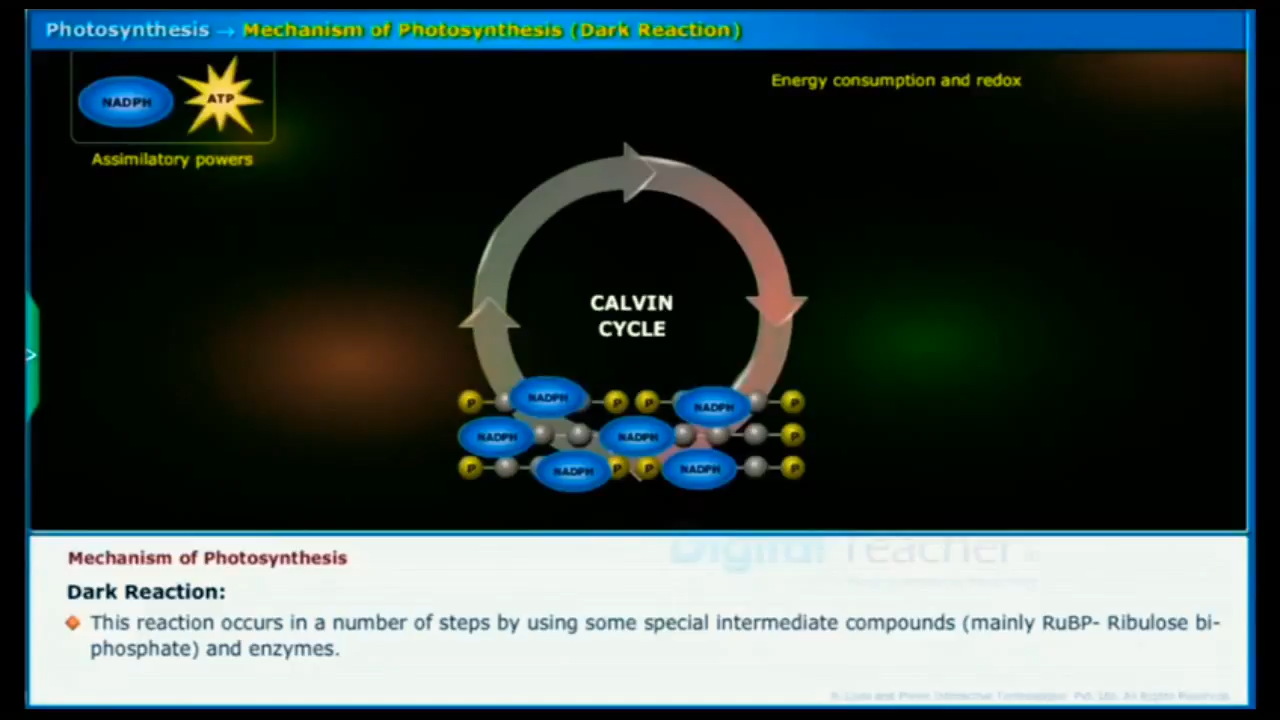 Photosynthesis → Mechanism of Photosynthesis (Dark Reaction)
NADPH ATP
Energy consumption and redox
Assimilatory powers
CALVIN
CYCLE
P NADPH P P NADPH P
NADPH NADPH P
P NADPH P P NADPH P
Digital Teacher
Mechanism of Photosynthesis
Dark Reaction:
This reaction occurs in a number of steps by using some special intermediate compounds (mainly RuBP- Ribulose bi-
phosphate) and enzymes.